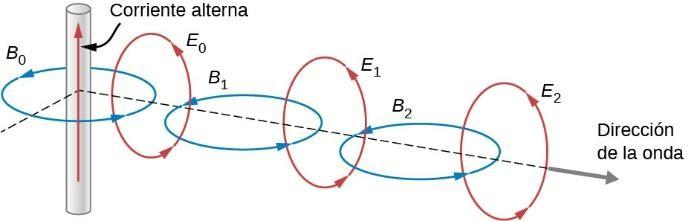 Corriente alterna
B0
E0
B1
E1
B2
E2
Dirección
de la onda